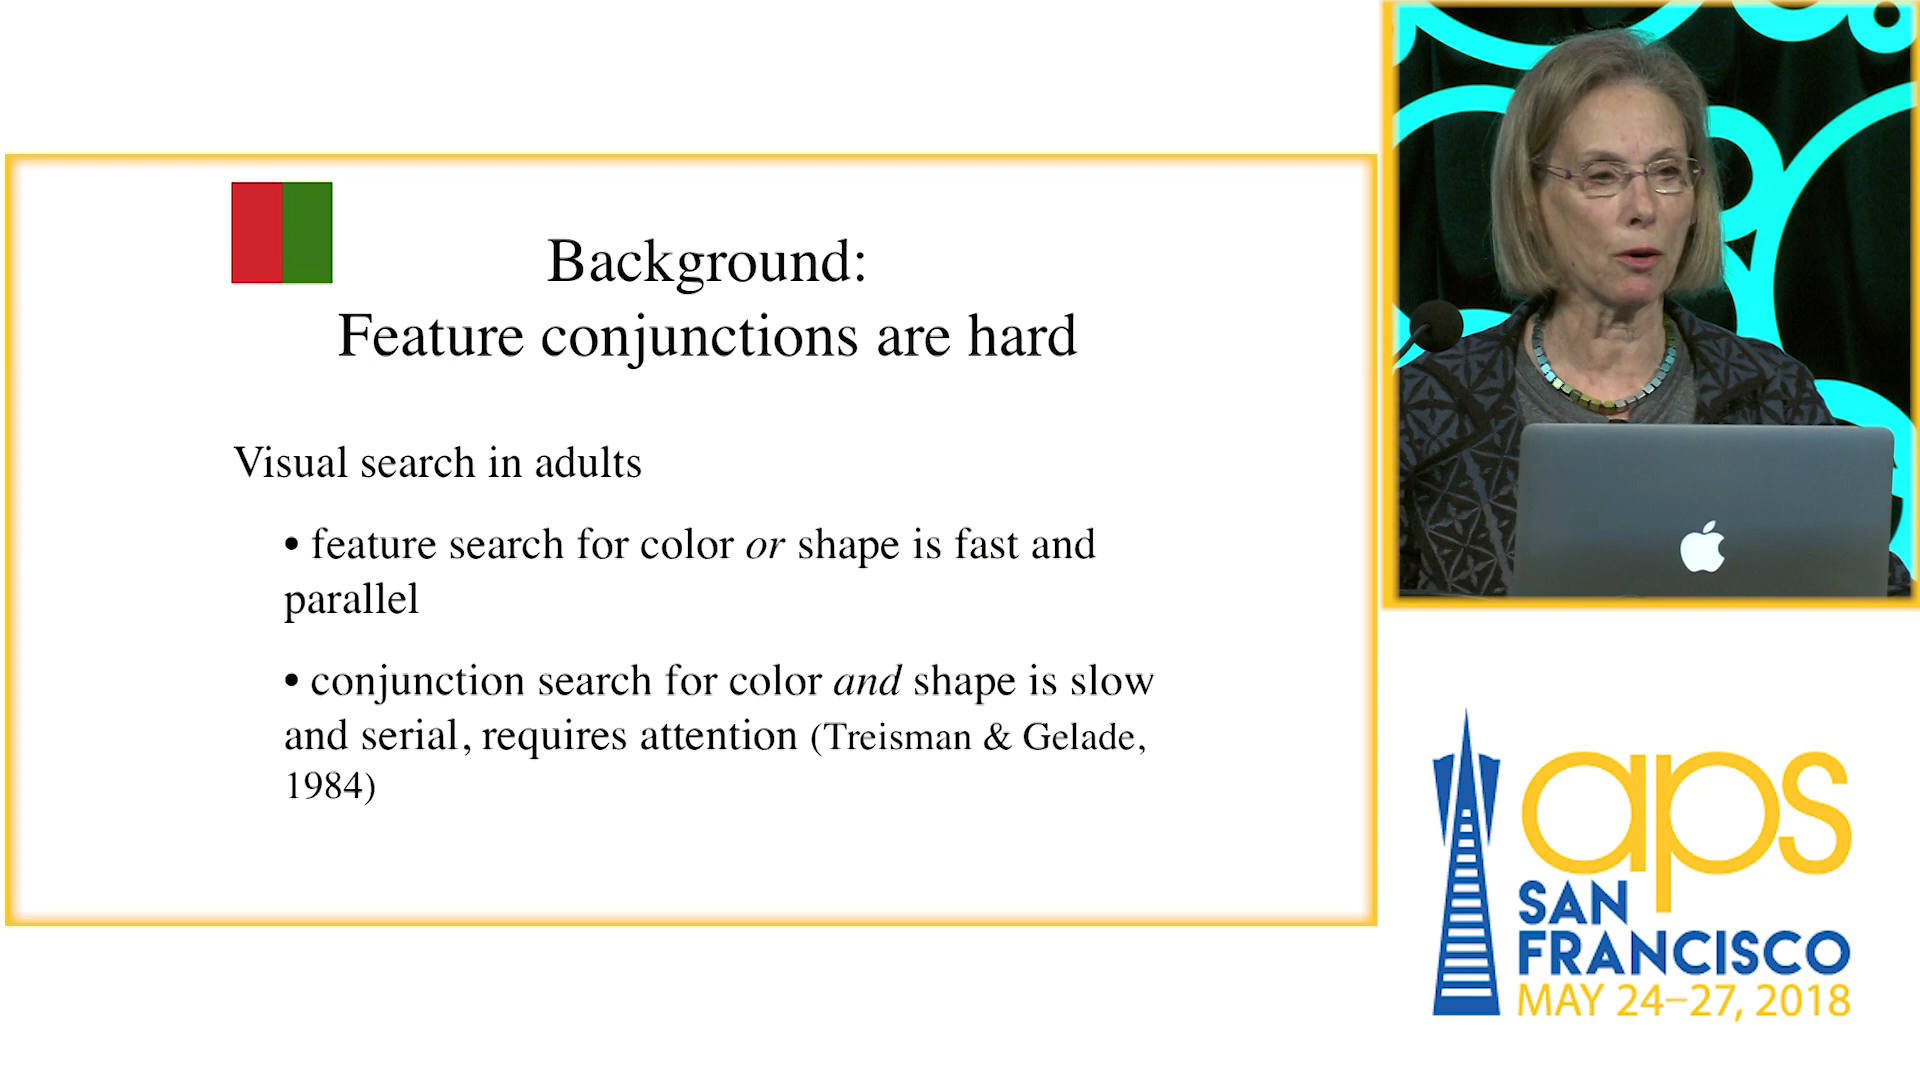 Background:
Feature conjunctions are hard
Visual search in adults
• feature search for color or shape is fast and
parallel
• conjunction search for color and shape is slow
and serial, requires attention (Treisman & Gelade,
1984)
aps
SAN
FRANCISCO
MAY 24–27, 2018